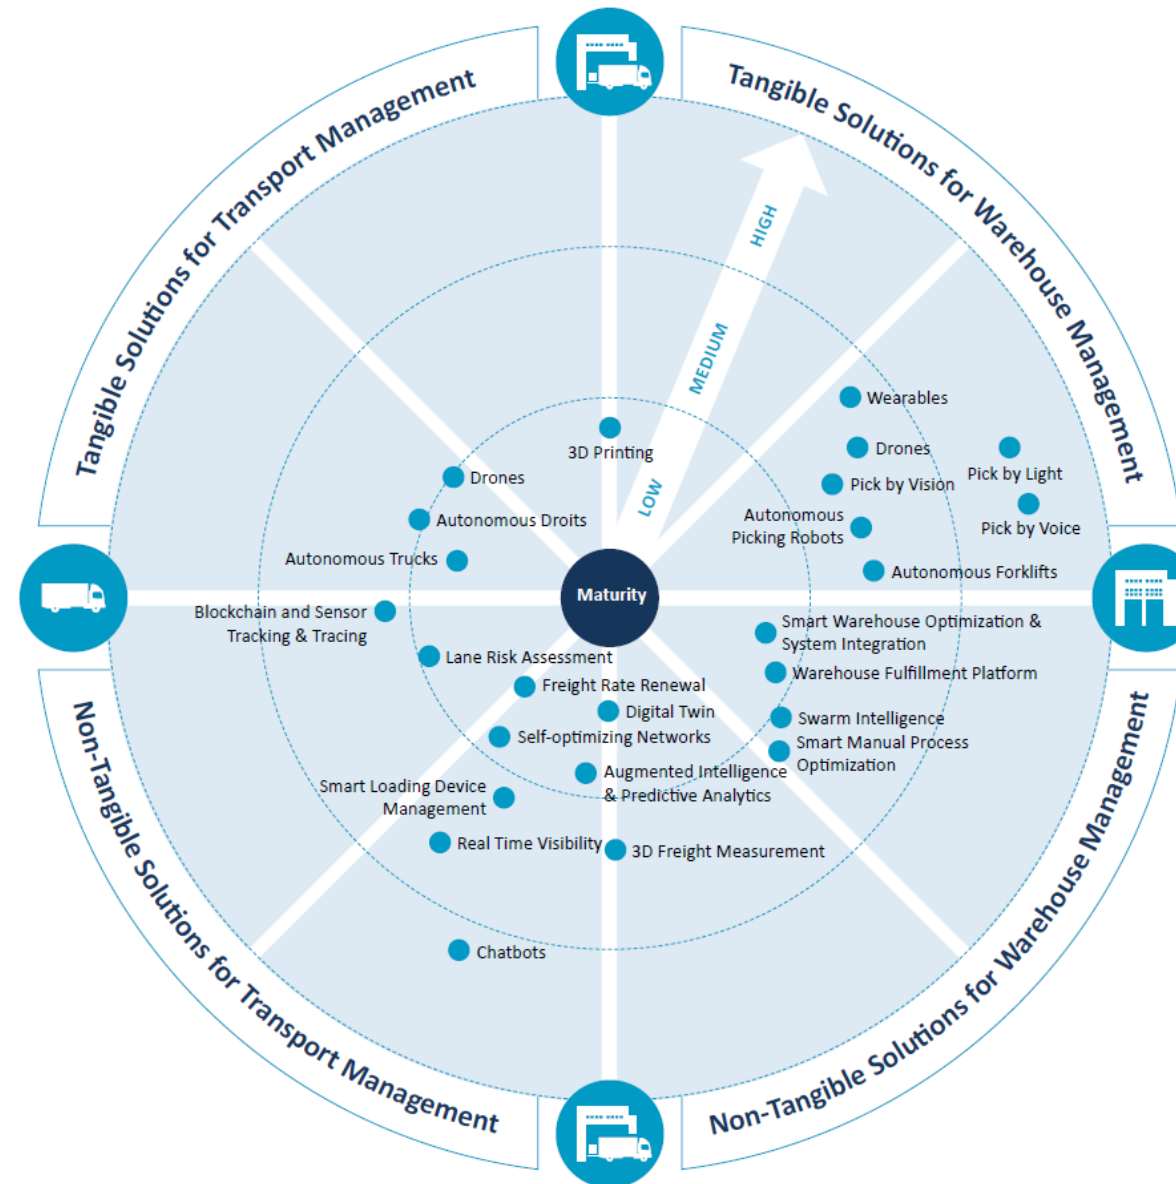 Tangible Solutions for Transport Management
Tangible Solutions for Warehouse Management
HIGH
MEDIUM
LOW
Wearables
3D Printing
Drones
Drones
Pick by Light
Pick by Vision
Autonomous Droits
Autonomous
Picking Robots
Pick by Voice
Autonomous Trucks
Autonomous Forklifts
Maturity
Blockchain and Sensor
Tracking & Tracing
Smart Warehouse Optimization &
System Integration
Lane Risk Assessment
Warehouse Fulfillment Platform
Freight Rate Renewal
Digital Twin
Swarm Intelligence
Self-optimizing Networks
Smart Manual Process
Optimization
Augmented Intelligence
& Predictive Analytics
Smart Loading Device
Management
Real Time Visibility
3D Freight Measurement
Chatbots
Non-Tangible Solutions for Transport Management
Non-Tangible Solutions for Warehouse Management